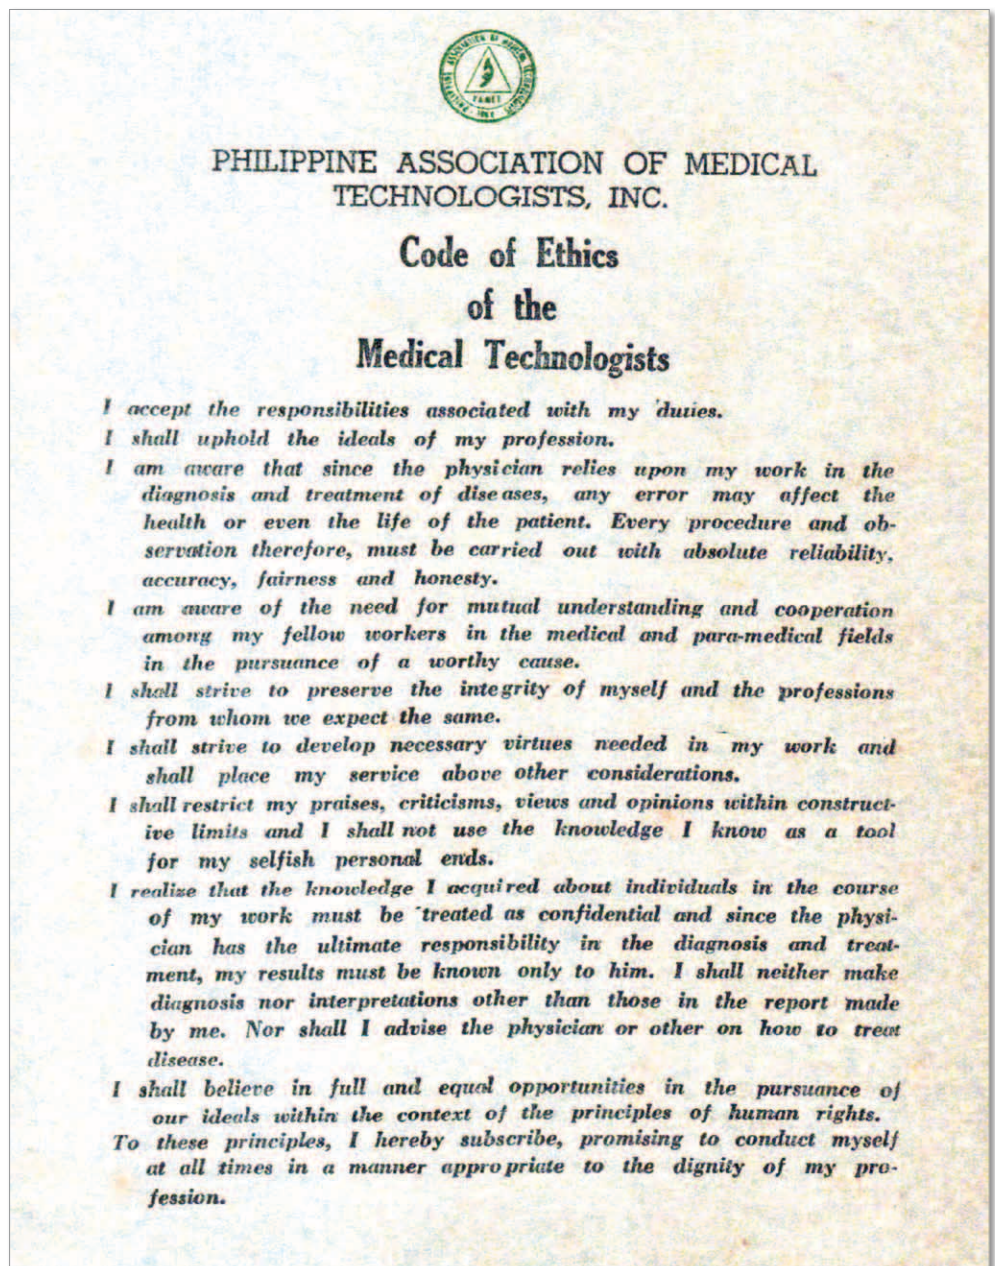 PAMET
PHILIPPINE ASSOCIATION OF MEDICAL
TECHNOLOGISTS, INC.
Code of Ethics
of the
Medical Technologists
I accept the responsibilities associated with my duties.
I shall uphold the ideals of my profession.
I am aware that since the physician relies upon my work in the
diagnosis and treatment of diseases, any error may affect the
health or even the life of the patient. Every procedure and ob-
servation therefore, must be carried out with absolute reliability,
accuracy, fairness and honesty.
I am aware of the need for mutual understanding and cooperation
among my fellow workers in the medical and para-medical fields
in the pursuance of a worthy cause.
I shall strive to preserve the integrity of myself and the professions
from whom we expect the same.
I shall strive to develop necessary virtues needed in my work and
shall place my service above other considerations.
I shall restrict my praises, criticisms, views and opinions within construct-
ive limits and I shall not use the knowledge I know as a tool
for my selfish personal ends.
I realize that the knowledge I acquired about individuals in the course
of my work must be treated as confidential and since the physi-
cian has the ultimate responsibility in the diagnosis and treat-
ment, my results must be known only to him. I shall neither make
diagnosis nor interpretations other than those in the report made
by me. Nor shall I advise the physician or other on how to treat
disease.
I shall believe in full and equal opportunities in the pursuance of
our ideals within the context of the principles of human rights.
To these principles, I hereby subscribe, promising to conduct myself
at all times in a manner appropriate to the dignity of my pro-
fession.